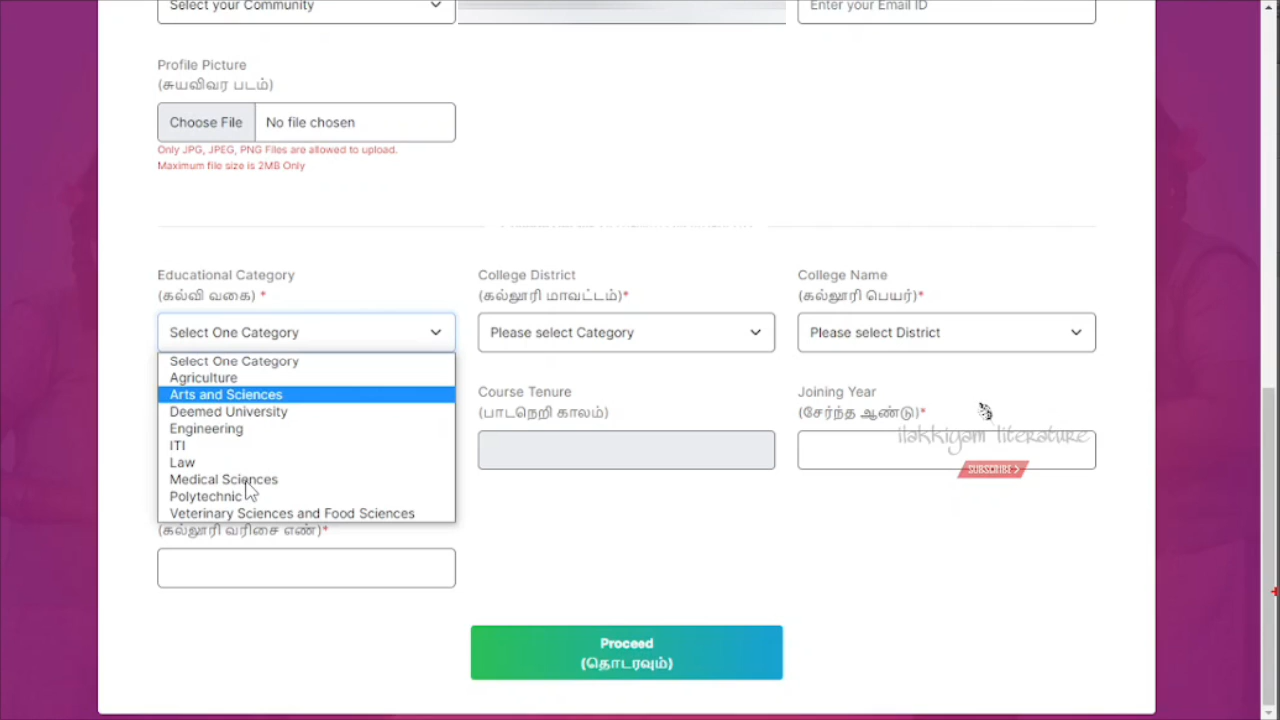 Select your Community
Enter your Email ID
Profile Picture
(சுயவிவர படம்)
Choose File No file chosen
Only JPG, JPEG, PNG Files are allowed to upload.
Maximum file size is 2MB Only
Educational Category
(கல்வி வகை) *
Select One Category
Select One Category
Agriculture
Arts and Sciences
Deemed University
Engineering
ITI
Law
Medical Sciences
Polytechnic
Veterinary Sciences and Food Sciences
College District
(கல்லூரி மாவட்டம்)*
Please select Category
College Name
(கல்லூரி பெயர்)*
Please select District
Course Tenure
(பாடநெறி காலம்)
Joining Year
(சேர்ந்த ஆண்டு)*
ilakkiyam literature
SUBSCRIBE >
(கல்லூரி வரிசை எண்)*
Proceed
(தொடரவும்)